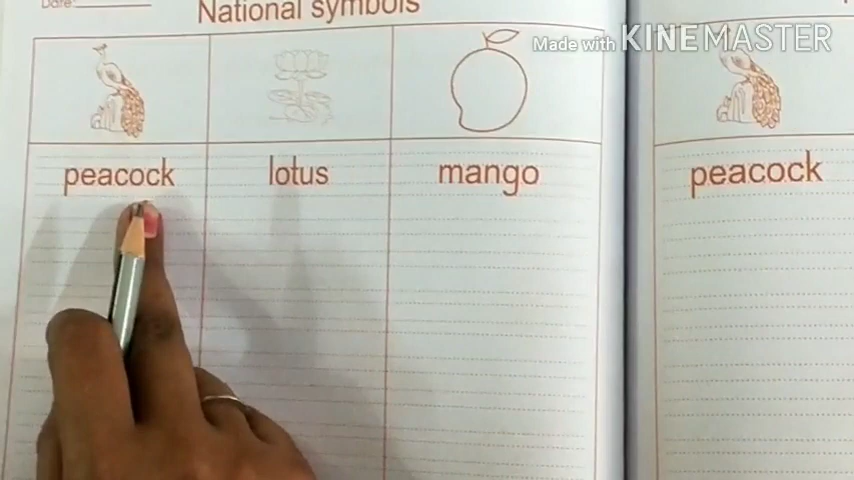 Date:
National symbols
Made with KINEMASTER
peacock lotus mango
peacock